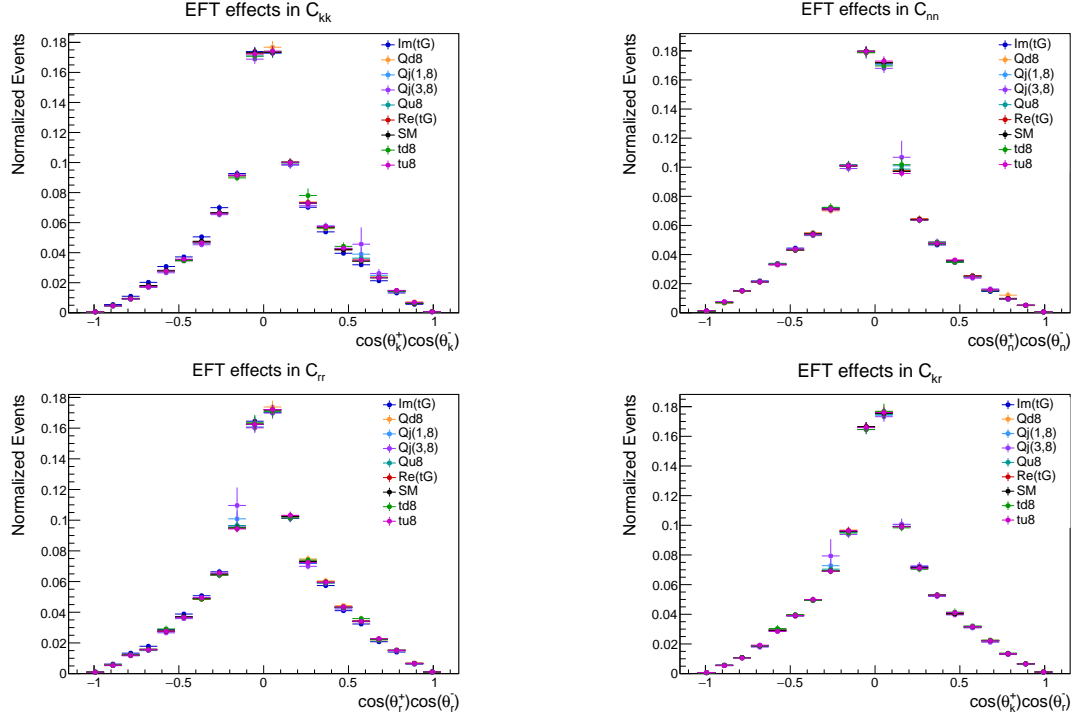 EFT effects in C_kk
Normalized Events
0.18
0.16
0.14
0.12
0.1
0.08
0.06
0.04
0.02
0
−1
−0.5
0
0.5
1
cos(θ_k^+)cos(θ_k^-)
Im(tG)
Qd8
Qj(1,8)
Qj(3,8)
Qu8
Re(tG)
SM
td8
tu8
EFT effects in C_nn
Normalized Events
0.18
0.16
0.14
0.12
0.1
0.08
0.06
0.04
0.02
0
−1
−0.5
0
0.5
1
cos(θ_n^+)cos(θ_n^-)
Im(tG)
Qd8
Qj(1,8)
Qj(3,8)
Qu8
Re(tG)
SM
td8
tu8
EFT effects in C_rr
Normalized Events
0.18
0.16
0.14
0.12
0.1
0.08
0.06
0.04
0.02
0
−1
−0.5
0
0.5
1
cos(θ_r^+)cos(θ_r^-)
Im(tG)
Qd8
Qj(1,8)
Qj(3,8)
Qu8
Re(tG)
SM
td8
tu8
EFT effects in C_kr
Normalized Events
0.18
0.16
0.14
0.12
0.1
0.08
0.06
0.04
0.02
0
−1
−0.5
0
0.5
1
cos(θ_k^+)cos(θ_r^-)
Im(tG)
Qd8
Qj(1,8)
Qj(3,8)
Qu8
Re(tG)
SM
td8
tu8